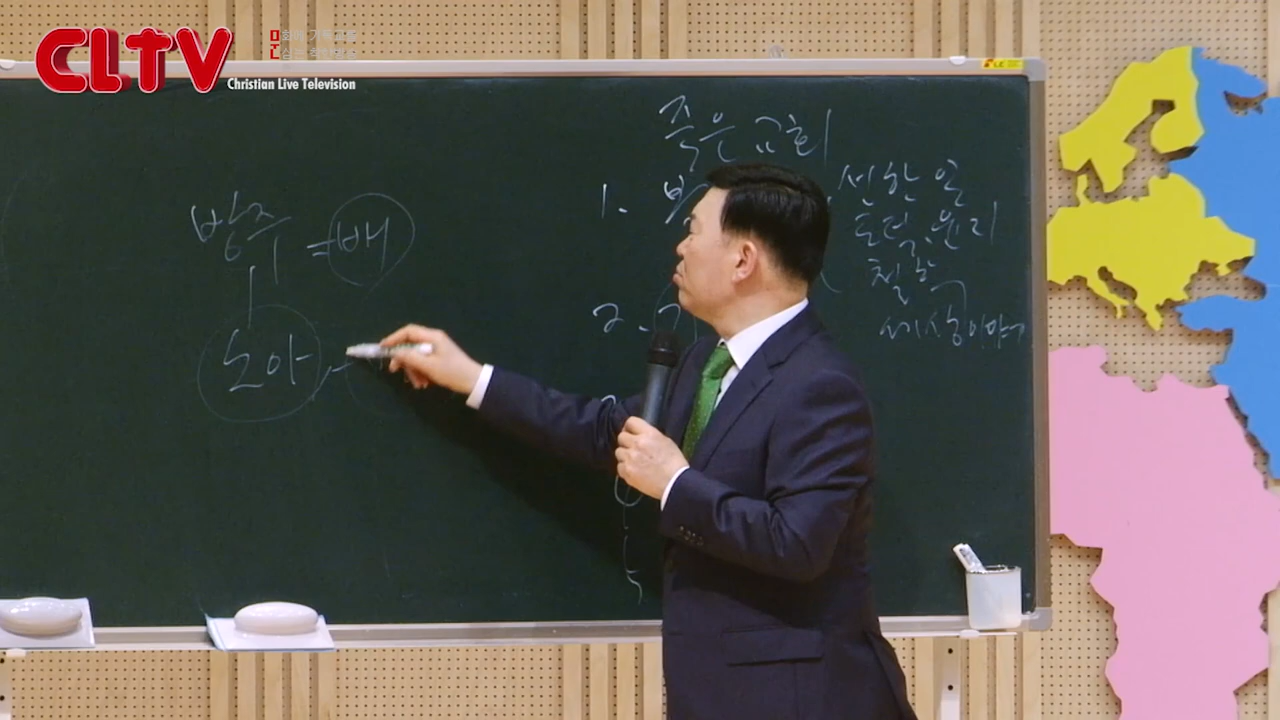 CLTV
Christian Live Television
죽은 교회
1.
선한 일
도덕, 윤리
철학
세상이야기
2.
방주 = 배
노아
5